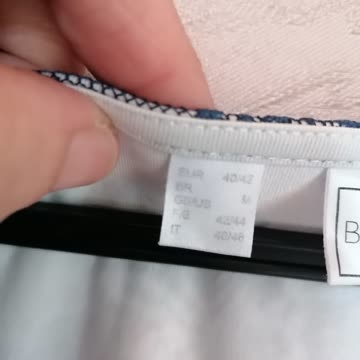 EUR 40/42
BR
GB/US M
F/B 42/44
IT 46/48
B